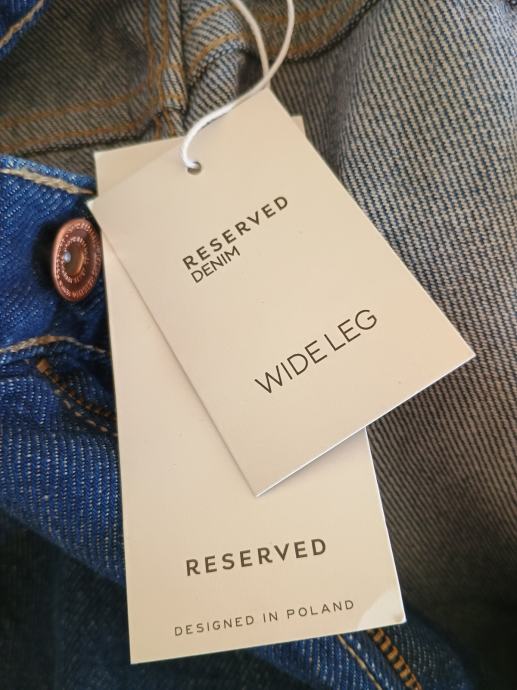 RESERVED
DENIM
WIDE LEG
RESERVED
DESIGNED IN POLAND